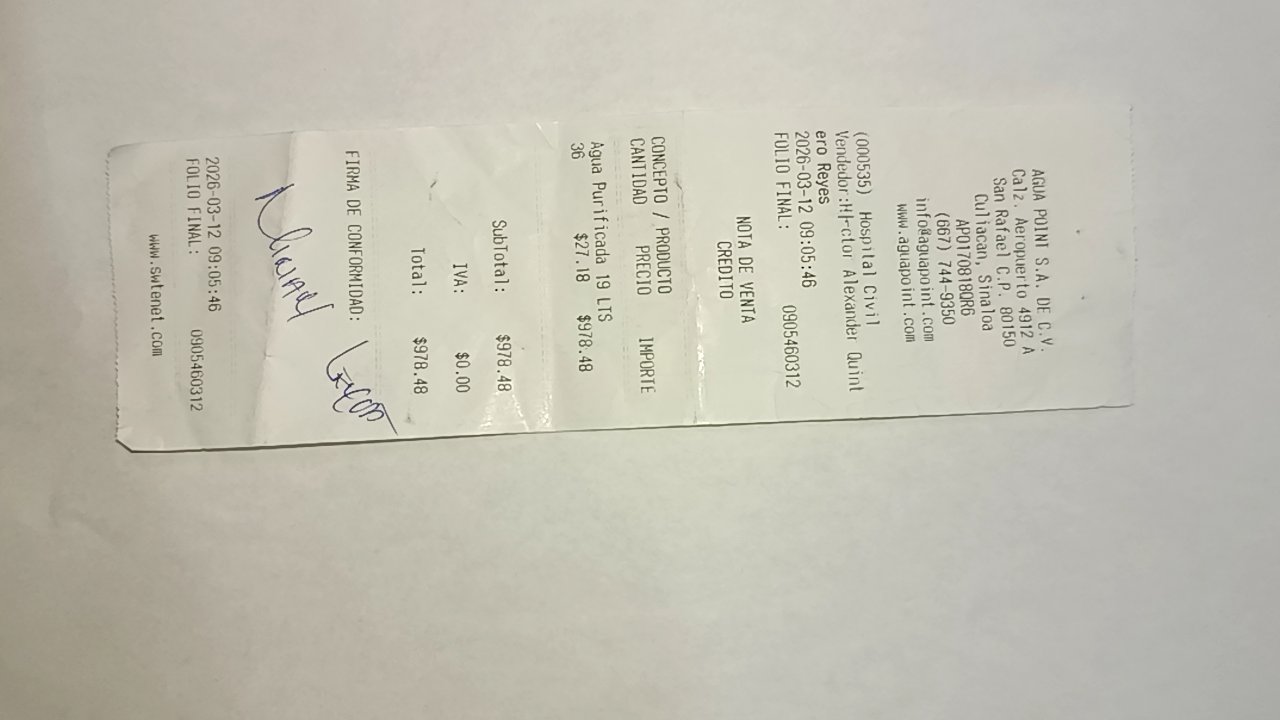 AGUA POINT S.A. DE C.V.
Calz. Aeropuerto 4912 A
San Rafael C.P. 80150
Culiacan, Sinaloa
APO170818QR6
(667) 744-9350
info@aguapoint.com
www.aguapoint.com
(000535) Hospital Civil
Vendedor:H├ctor Alexander Quint
ero Reyes
2026-03-12 09:05:46
FOLIO FINAL: 0905460312
NOTA DE VENTA
CREDITO
CONCEPTO / PRODUCTO
CANTIDAD PRECIO IMPORTE
Agua Purificada 19 LTS
36 $27.18 $978.48
SubTotal: $978.48
IVA: $0.00
Total: $978.48
FIRMA DE CONFORMIDAD:
2026-03-12 09:05:46
FOLIO FINAL: 0905460312
www.swtenet.com